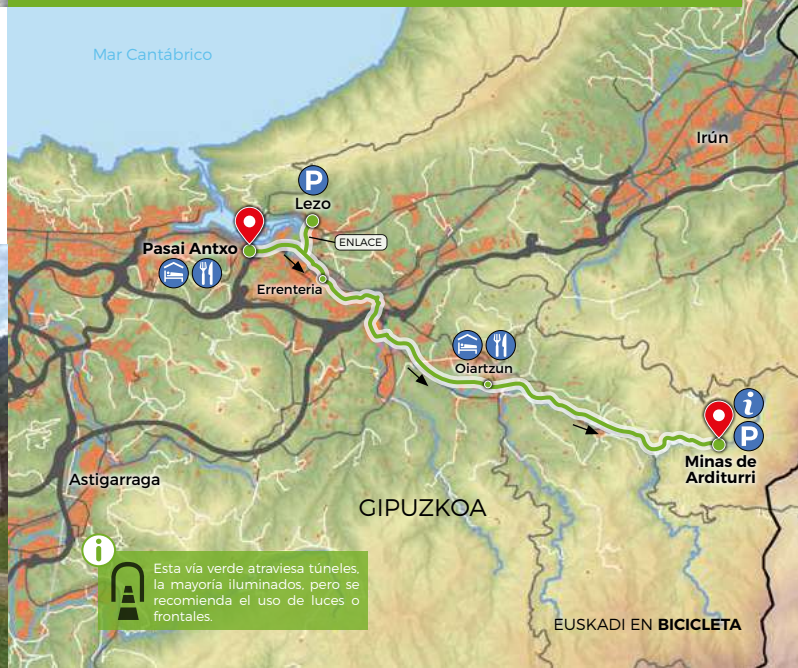 Mar Cantábrico
Irún
P
Lezo
ENLACE
Pasai Antxo
Errenteria
Oiartzun
i
P
Minas de
Arditurri
Astigarraga
GIPUZKOA
i
Esta vía verde atraviesa túneles,
la mayoría iluminados, pero se
recomienda el uso de luces o
frontales.
EUSKADI EN BICICLETA